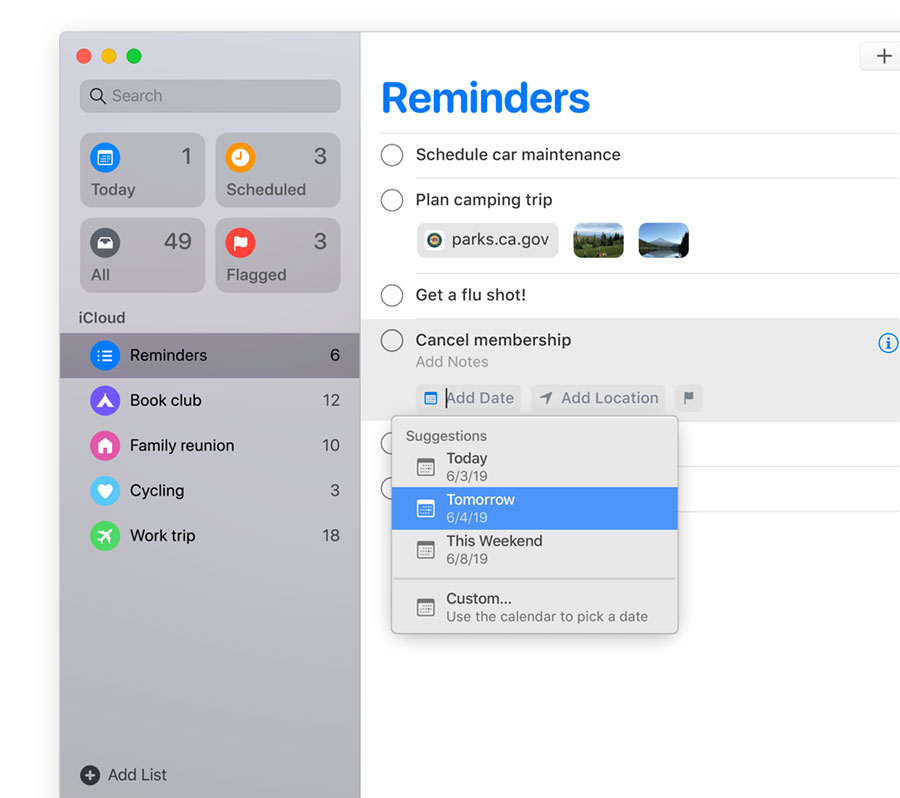 Search
1
Today
3
Scheduled
49
All
3
Flagged
iCloud
Reminders 6
Book club 12
Family reunion 10
Cycling 3
Work trip 18
Add List
+
Reminders
Schedule car maintenance
Plan camping trip
parks.ca.gov
Get a flu shot!
Cancel membership
Add Notes
Add Date Add Location
Suggestions
Today
6/3/19
Tomorrow
6/4/19
This Weekend
6/8/19
Custom...
Use the calendar to pick a date